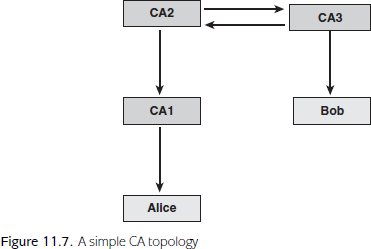 CA2
CA3
CA1
Bob
Alice
Figure 11.7. A simple CA topology